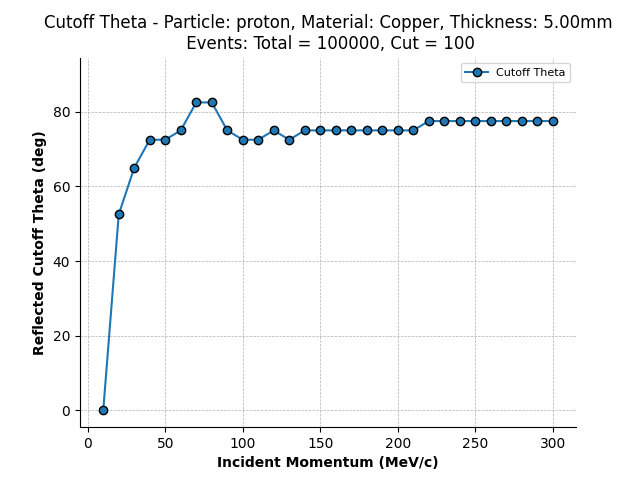 Cutoff Theta - Particle: proton, Material: Copper, Thickness: 5.00mm
Events: Total = 100000, Cut = 100
Cutoff Theta
80
60
40
20
0
Reflected Cutoff Theta (deg)
0 50 100 150 200 250 300
Incident Momentum (MeV/c)